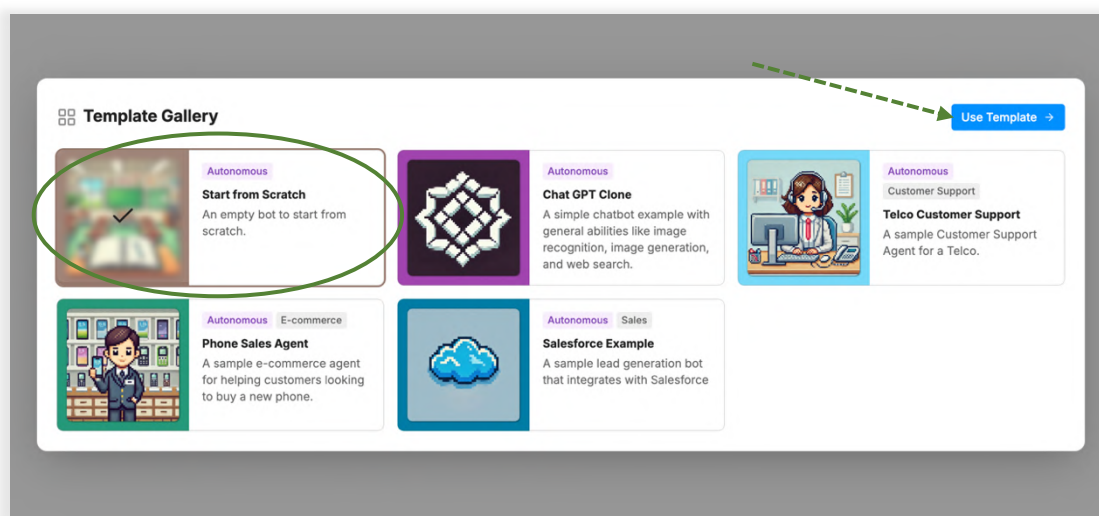 Template Gallery
Use Template →
Autonomous
Start from Scratch
An empty bot to start from
scratch.
Autonomous
Chat GPT Clone
A simple chatbot example with
general abilities like image
recognition, image generation,
and web search.
Autonomous
Customer Support
Telco Customer Support
A sample Customer Support
Agent for a Telco.
Autonomous E-commerce
Phone Sales Agent
A sample e-commerce agent
for helping customers looking
to buy a new phone.
Autonomous Sales
Salesforce Example
A sample lead generation bot
that integrates with Salesforce